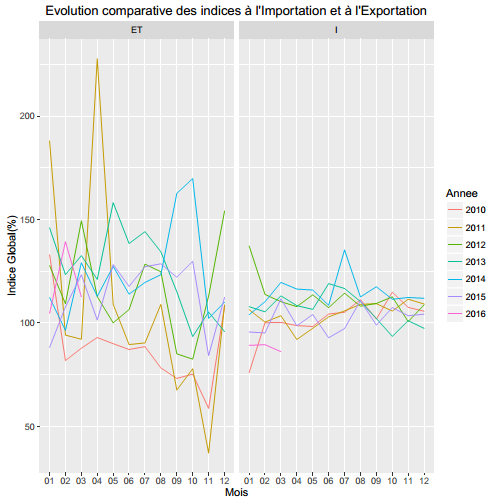 Evolution comparative des indices à l'Importation et à l'Exportation
ET I
Indice Global(%)
200
150
100
50
01 02 03 04 05 06 07 08 09 10 11 12 01 02 03 04 05 06 07 08 09 10 11 12
Mois
Annee
2010
2011
2012
2013
2014
2015
2016